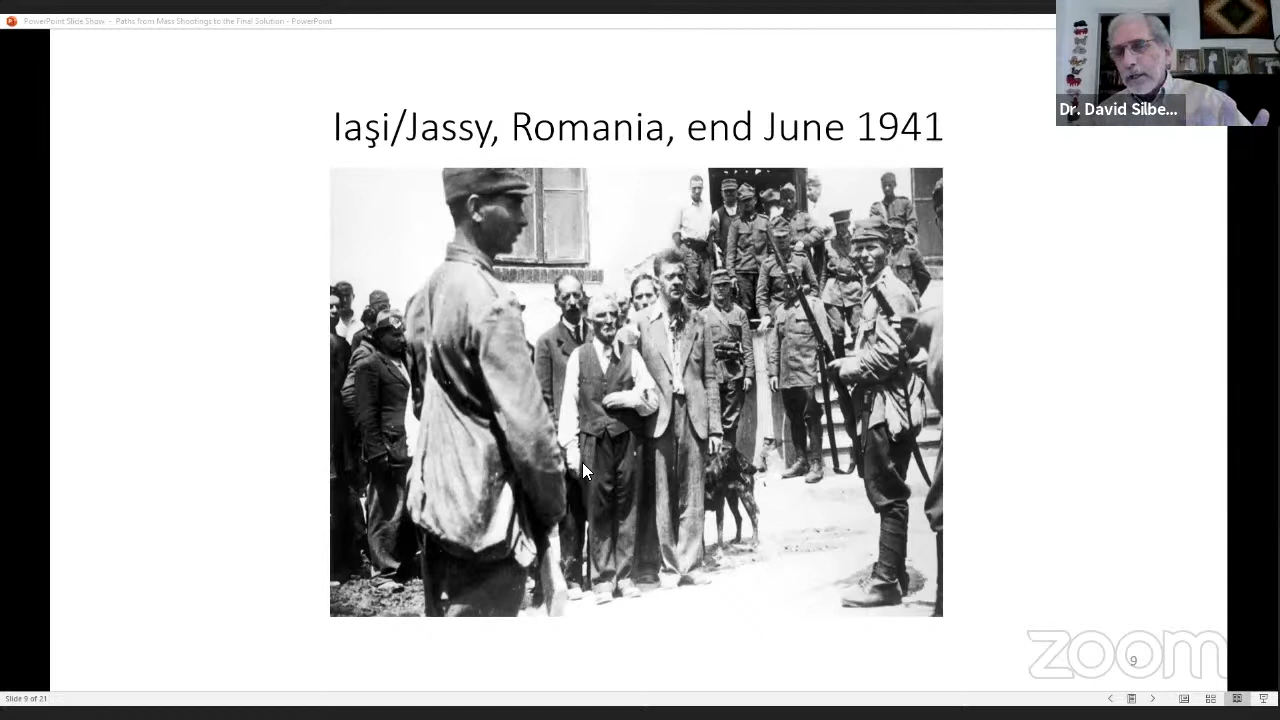 PowerPoint Slide Show - Paths from Mass Shootings to the Final Solution - PowerPoint
Dr. David Silbe...
Iaşi/Jassy, Romania, end June 1941
zoom
9
Slide 9 of 21